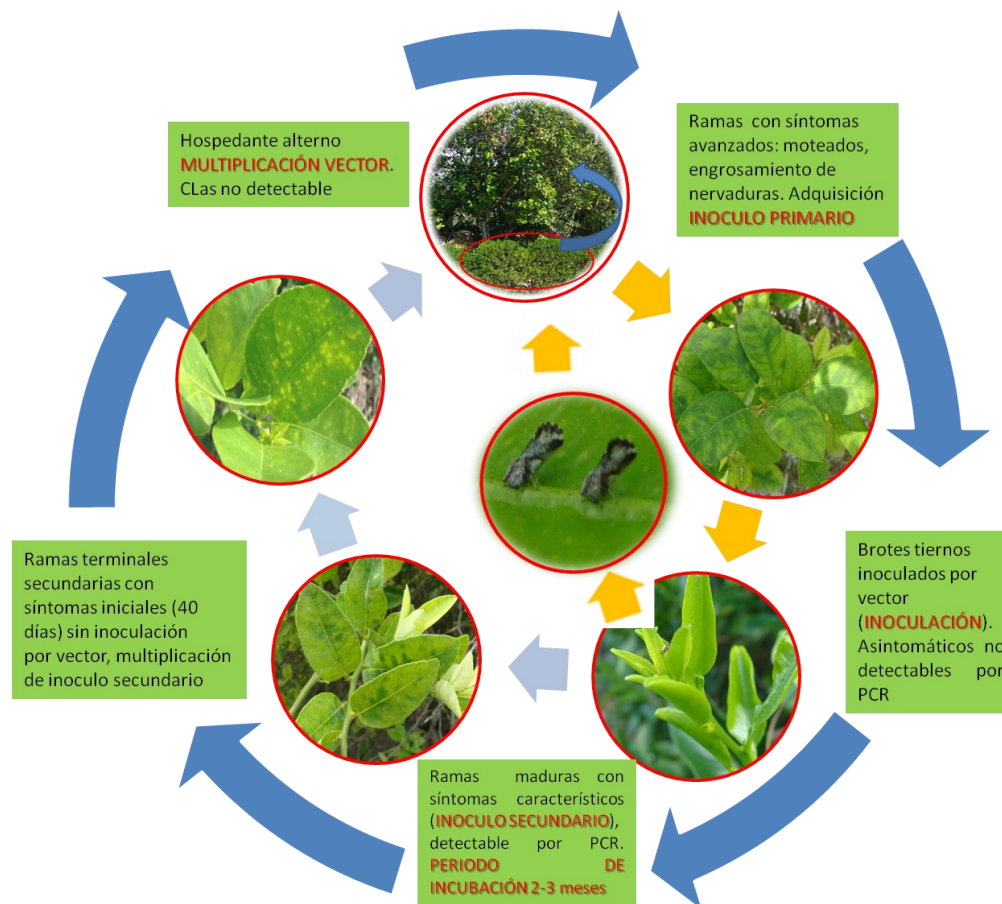 Hospedante alterno
MULTIPLICACIÓN VECTOR.
CLas no detectable
Ramas con síntomas
avanzados: moteados,
engrosamiento de
nervaduras. Adquisición
INOCULO PRIMARIO
Brotes tiernos
inoculados por
vector
(INOCULACIÓN).
Asintomáticos no
detectables por
PCR
Ramas maduras con
síntomas característicos
(INOCULO SECUNDARIO),
detectable por PCR.
PERIODO DE
INCUBACIÓN 2-3 meses
Ramas terminales
secundarias con
síntomas iniciales (40
días) sin inoculación
por vector, multiplicación
de inoculo secundario